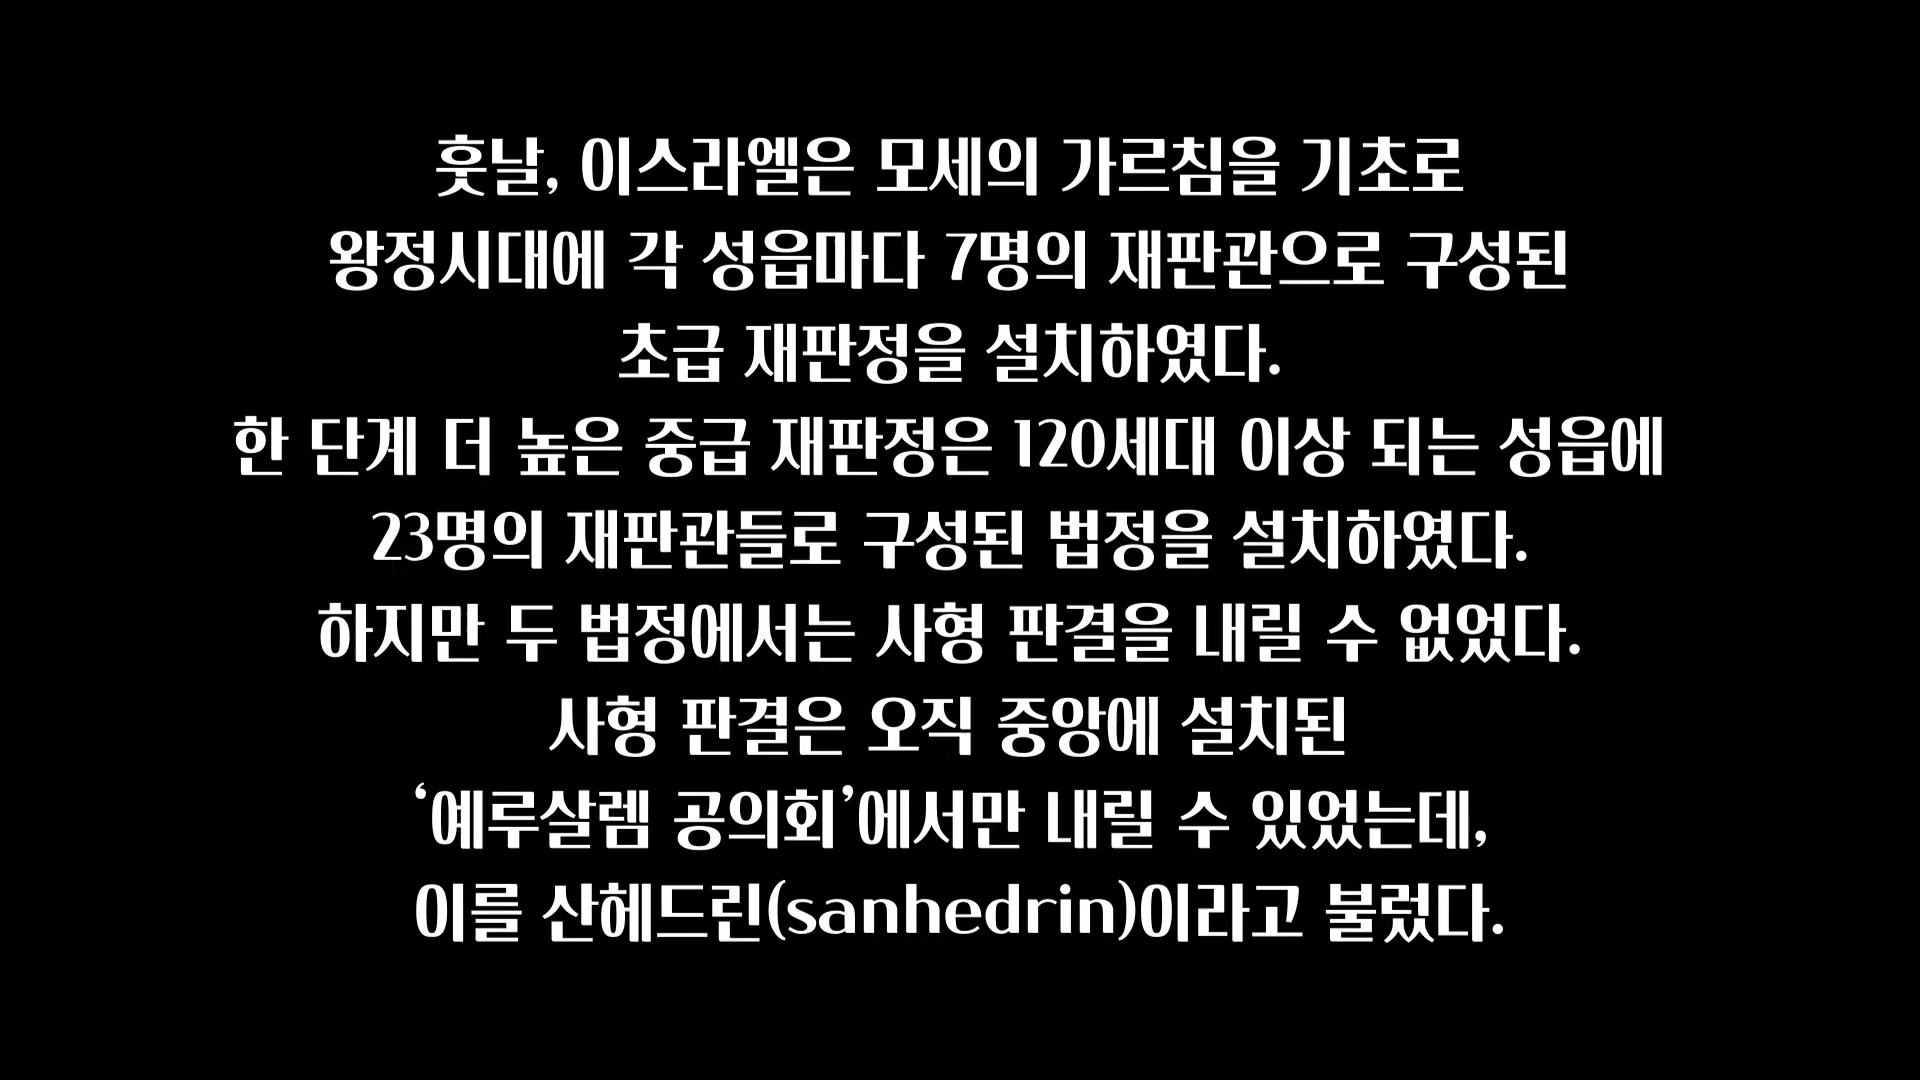 훗날, 이스라엘은 모세의 가르침을 기초로
왕정시대에 각 성읍마다 7명의 재판관으로 구성된
초급 재판정을 설치하였다.
한 단계 더 높은 중급 재판정은 120세대 이상 되는 성읍에
23명의 재판관들로 구성된 법정을 설치하였다.
하지만 두 법정에서는 사형 판결을 내릴 수 없었다.
사형 판결은 오직 중앙에 설치된
‘예루살렘 공의회’에서만 내릴 수 있었는데,
이를 산헤드린(sanhedrin)이라고 불렀다.